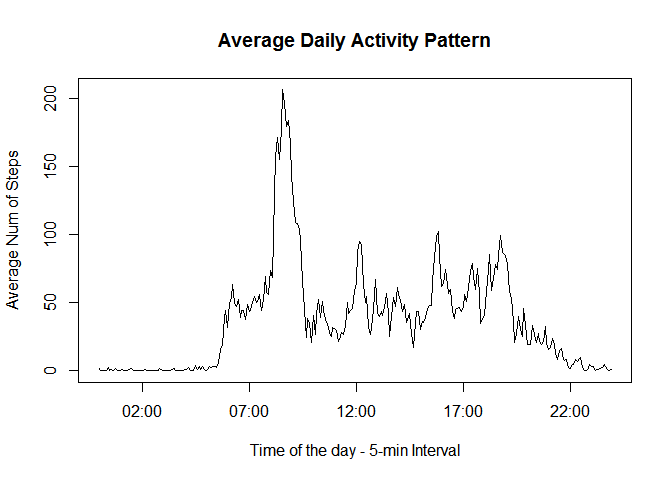 Average Daily Activity Pattern
Average Num of Steps
200
150
100
50
0
02:00 07:00 12:00 17:00 22:00
Time of the day - 5-min Interval